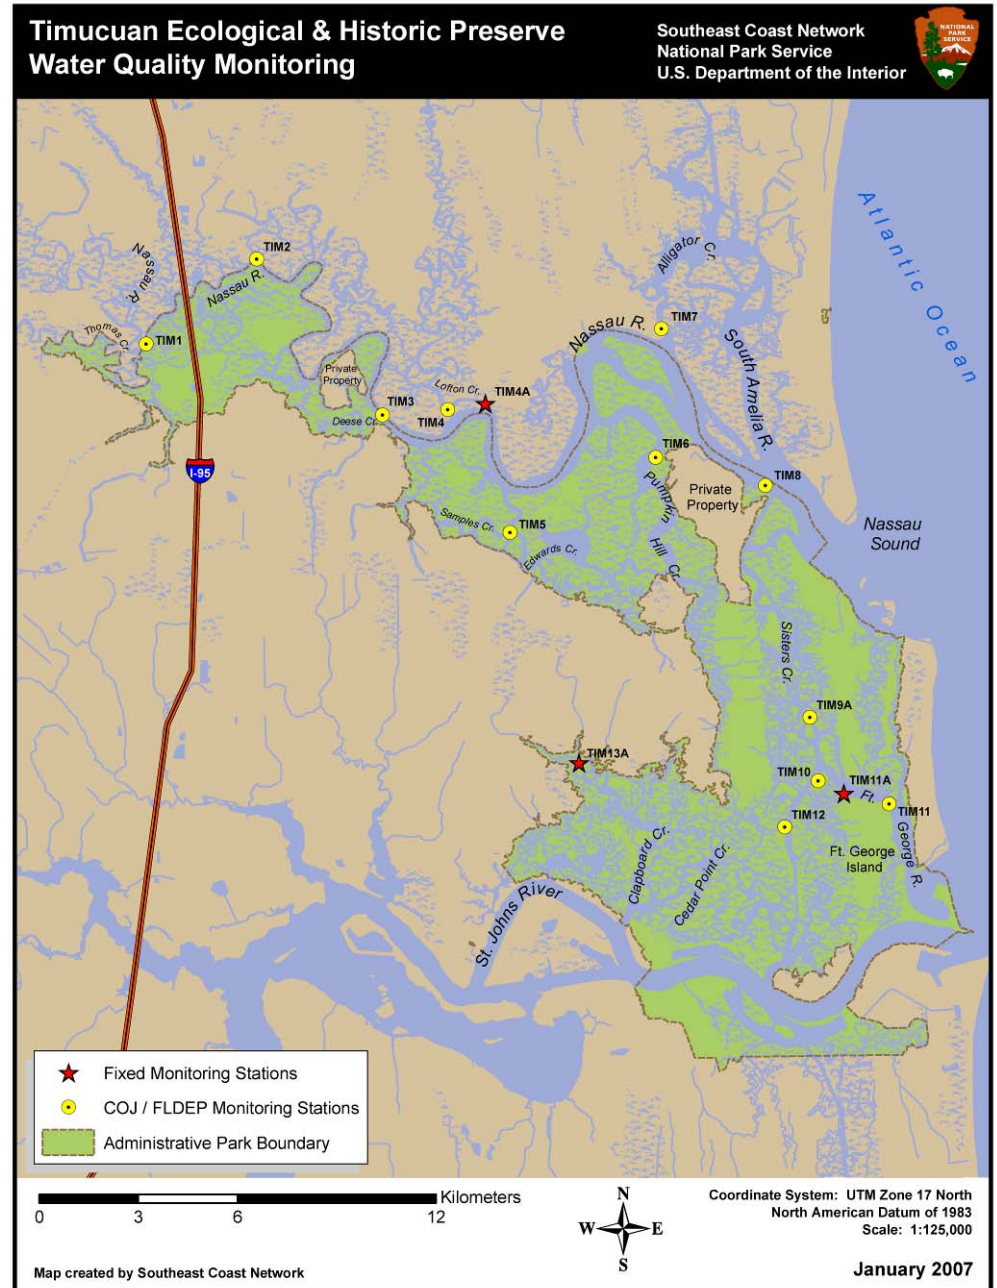 Timucuan Ecological & Historic Preserve
Water Quality Monitoring
Southeast Coast Network
National Park Service
U.S. Department of the Interior
NATIONAL
PARK
SERVICE
Atlantic Ocean
Nassau R.
TIM2
Nassau R.
Alligator Cr.
Thomas Cr.
TIM1
TIM7
Nassau R.
South Amelia R.
Private
Property
Lofton Cr.
TIM4A
TIM3
TIM4
Deese Cr.
TIM6
I-95
TIM8
Private
Property
Pumpkin Hill Cr.
Samples Cr.
TIM5
Edwards Cr.
Nassau
Sound
Sisters Cr.
TIM9A
TIM13A
TIM10
TIM11A
Ft. George R.
TIM11
TIM12
Ft. George
Island
Clapboard Cr.
Cedar Point Cr.
St. Johns River
Fixed Monitoring Stations
COJ / FLDEP Monitoring Stations
Administrative Park Boundary
Kilometers
0 3 6 12
N
W E
S
Coordinate System: UTM Zone 17 North
North American Datum of 1983
Scale: 1:125,000
Map created by Southeast Coast Network
January 2007